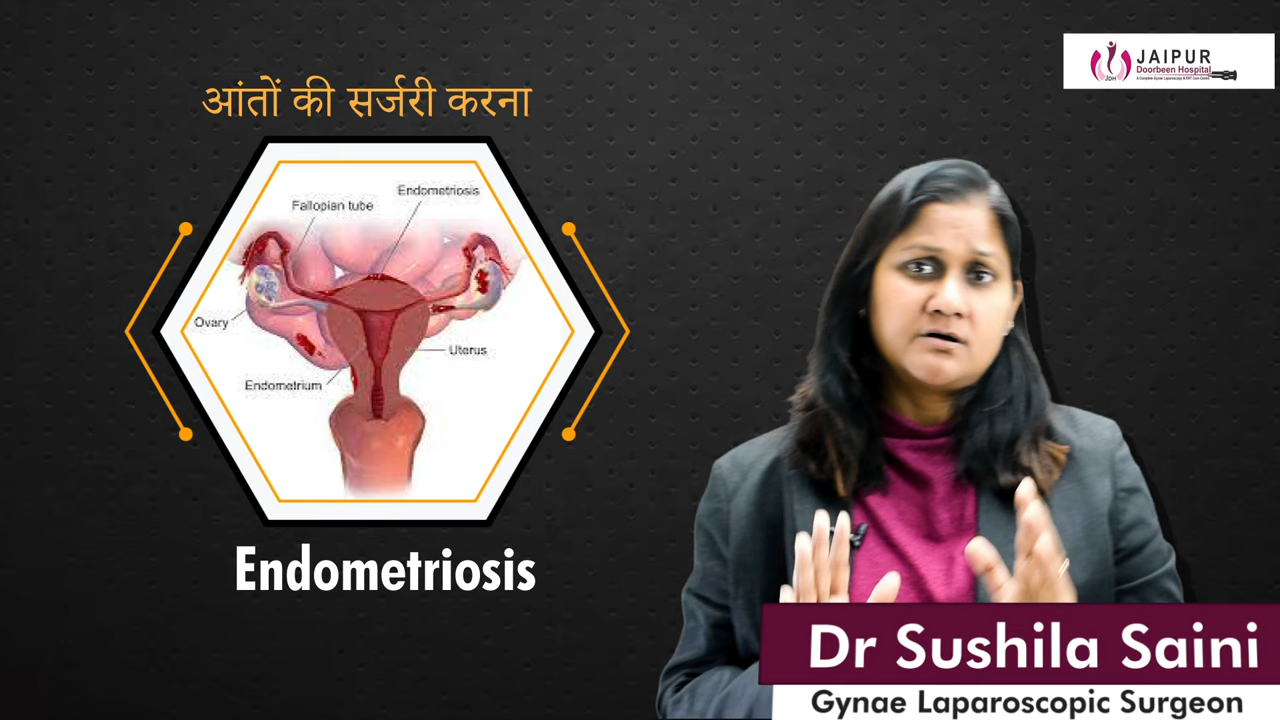 JAIPUR
Doorbeen Hospital
JDH
आंतों की सर्जरी करना
Endometriosis
Fallopian tube
Ovary
Uterus
Endometrium
Endometriosis
Dr Sushila Saini
Gynae Laparoscopic Surgeon